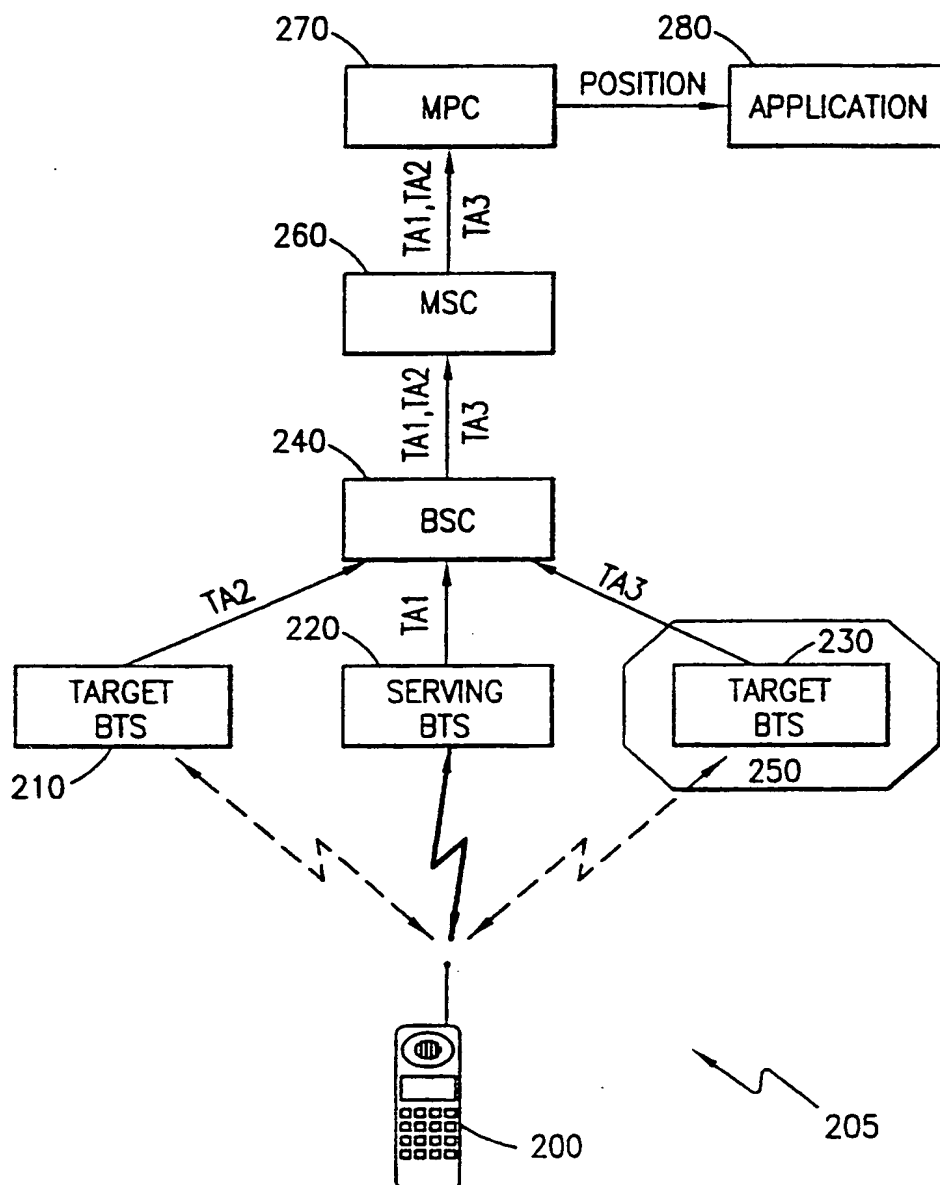 270
280
MPC
POSITION
APPLICATION
TA1,TA2
TA3
260
MSC
TA1,TA2
TA3
240
BSC
TA2
TA1
TA3
220
230
TARGET
BTS
SERVING
BTS
TARGET
BTS
210
250
200
205